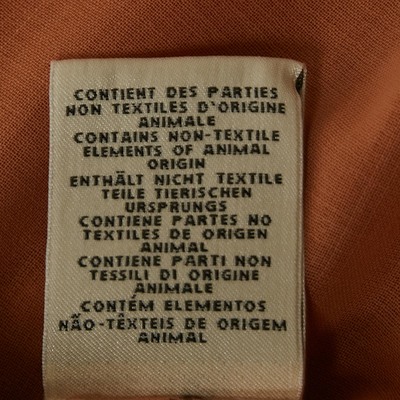 CONTIENT DES PARTIES
NON TEXTILES D'ORIGINE
ANIMALE
CONTAINS NON-TEXTILE
ELEMENTS OF ANIMAL
ORIGIN
ENTHÄLT NICHT TEXTILE
TEILE TIERISCHEN
URSPRUNGS
CONTIENE PARTES NO
TEXTILES DE ORIGEN
ANIMAL
CONTIENE PARTI NON
TESSILI DI ORIGINE
ANIMALE
CONTÉM ELEMENTOS
NÃO-TÊXTEIS DE ORIGEM
ANIMAL